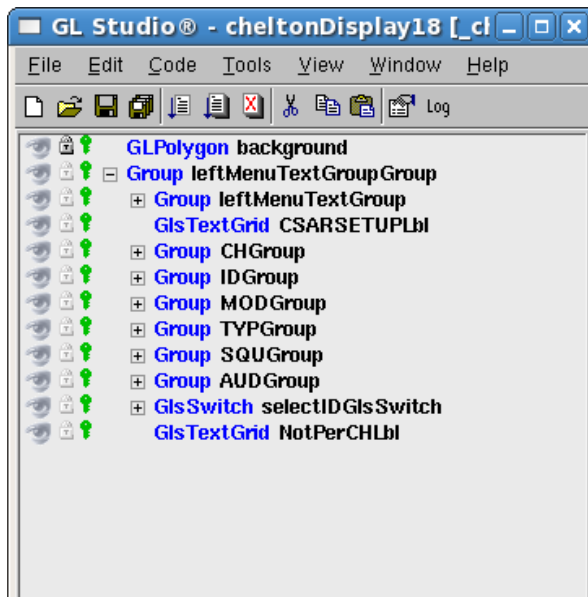 GL Studio® - cheltonDisplay18 [_cl
File Edit Code Tools View Window Help
Log
GLPolygon background
Group leftMenuTextGroupGroup
Group leftMenuTextGroup
GlsTextGrid CSARSETUPLbl
Group CHGroup
Group IDGroup
Group MODGroup
Group TYPGroup
Group SQUGroup
Group AUDGroup
GlsSwitch selectIDGlsSwitch
GlsTextGrid NotPerCHLbl